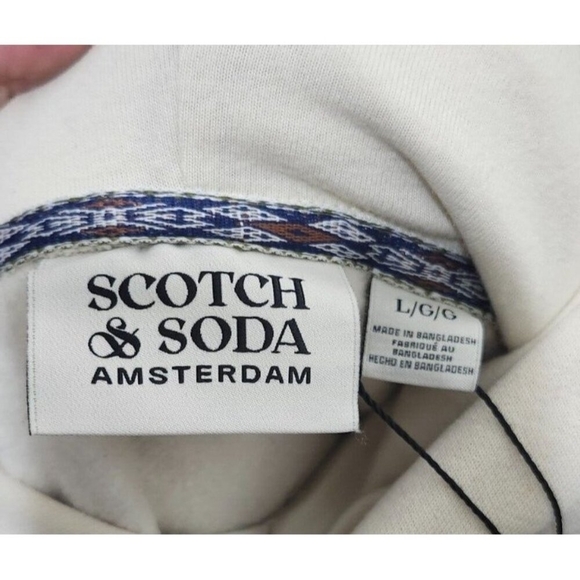 SCOTCH
& SODA
AMSTERDAM
L/G/G
MADE IN BANGLADESH
FABRIQUÉ AU
BANGLADESH
HECHO EN BANGLADESH